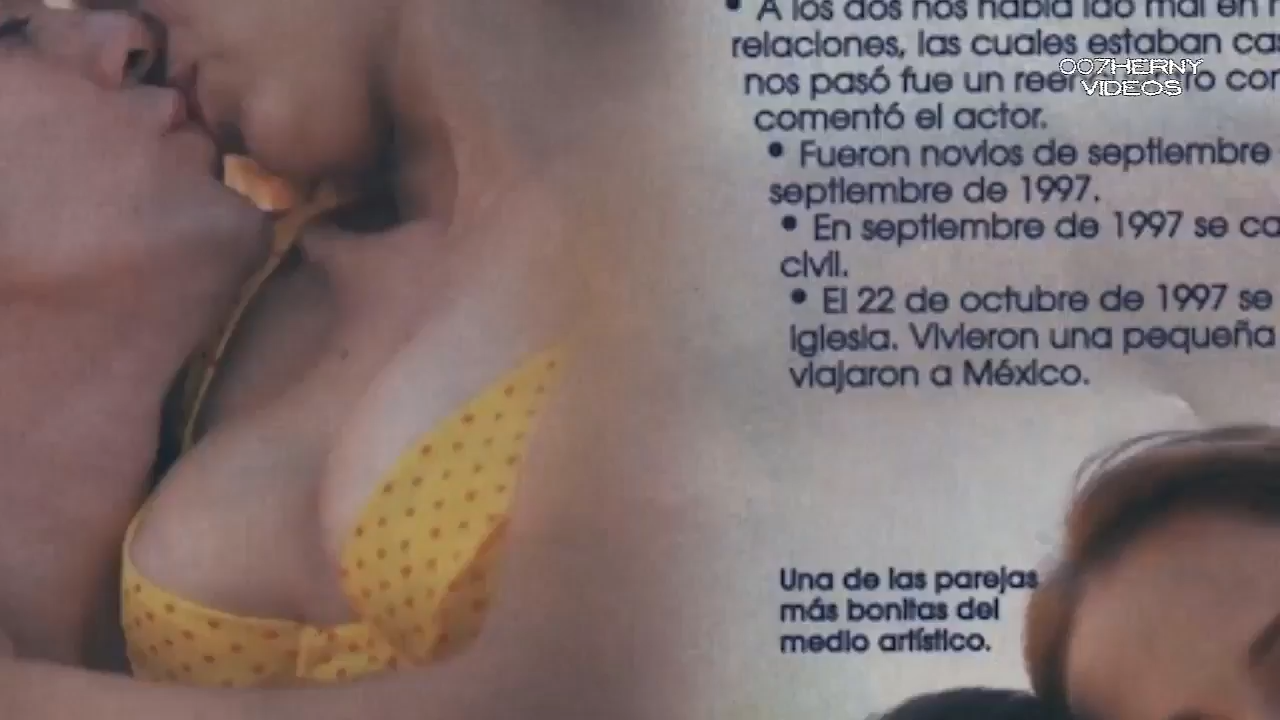 • A los dos nos había ido mal en
relaciones, las cuales estaban
nos pasó fue un
comentó el actor.
• Fueron novios de septiembre
septiembre de 1997.
• En septiembre de 1997 se
civil.
• El 22 de octubre de 1997 se
Iglesia. Vivieron una pequeña
viajaron a México.
Una de las parejas
más bonitas del
medio artístico.
007HERNY
VIDEOS